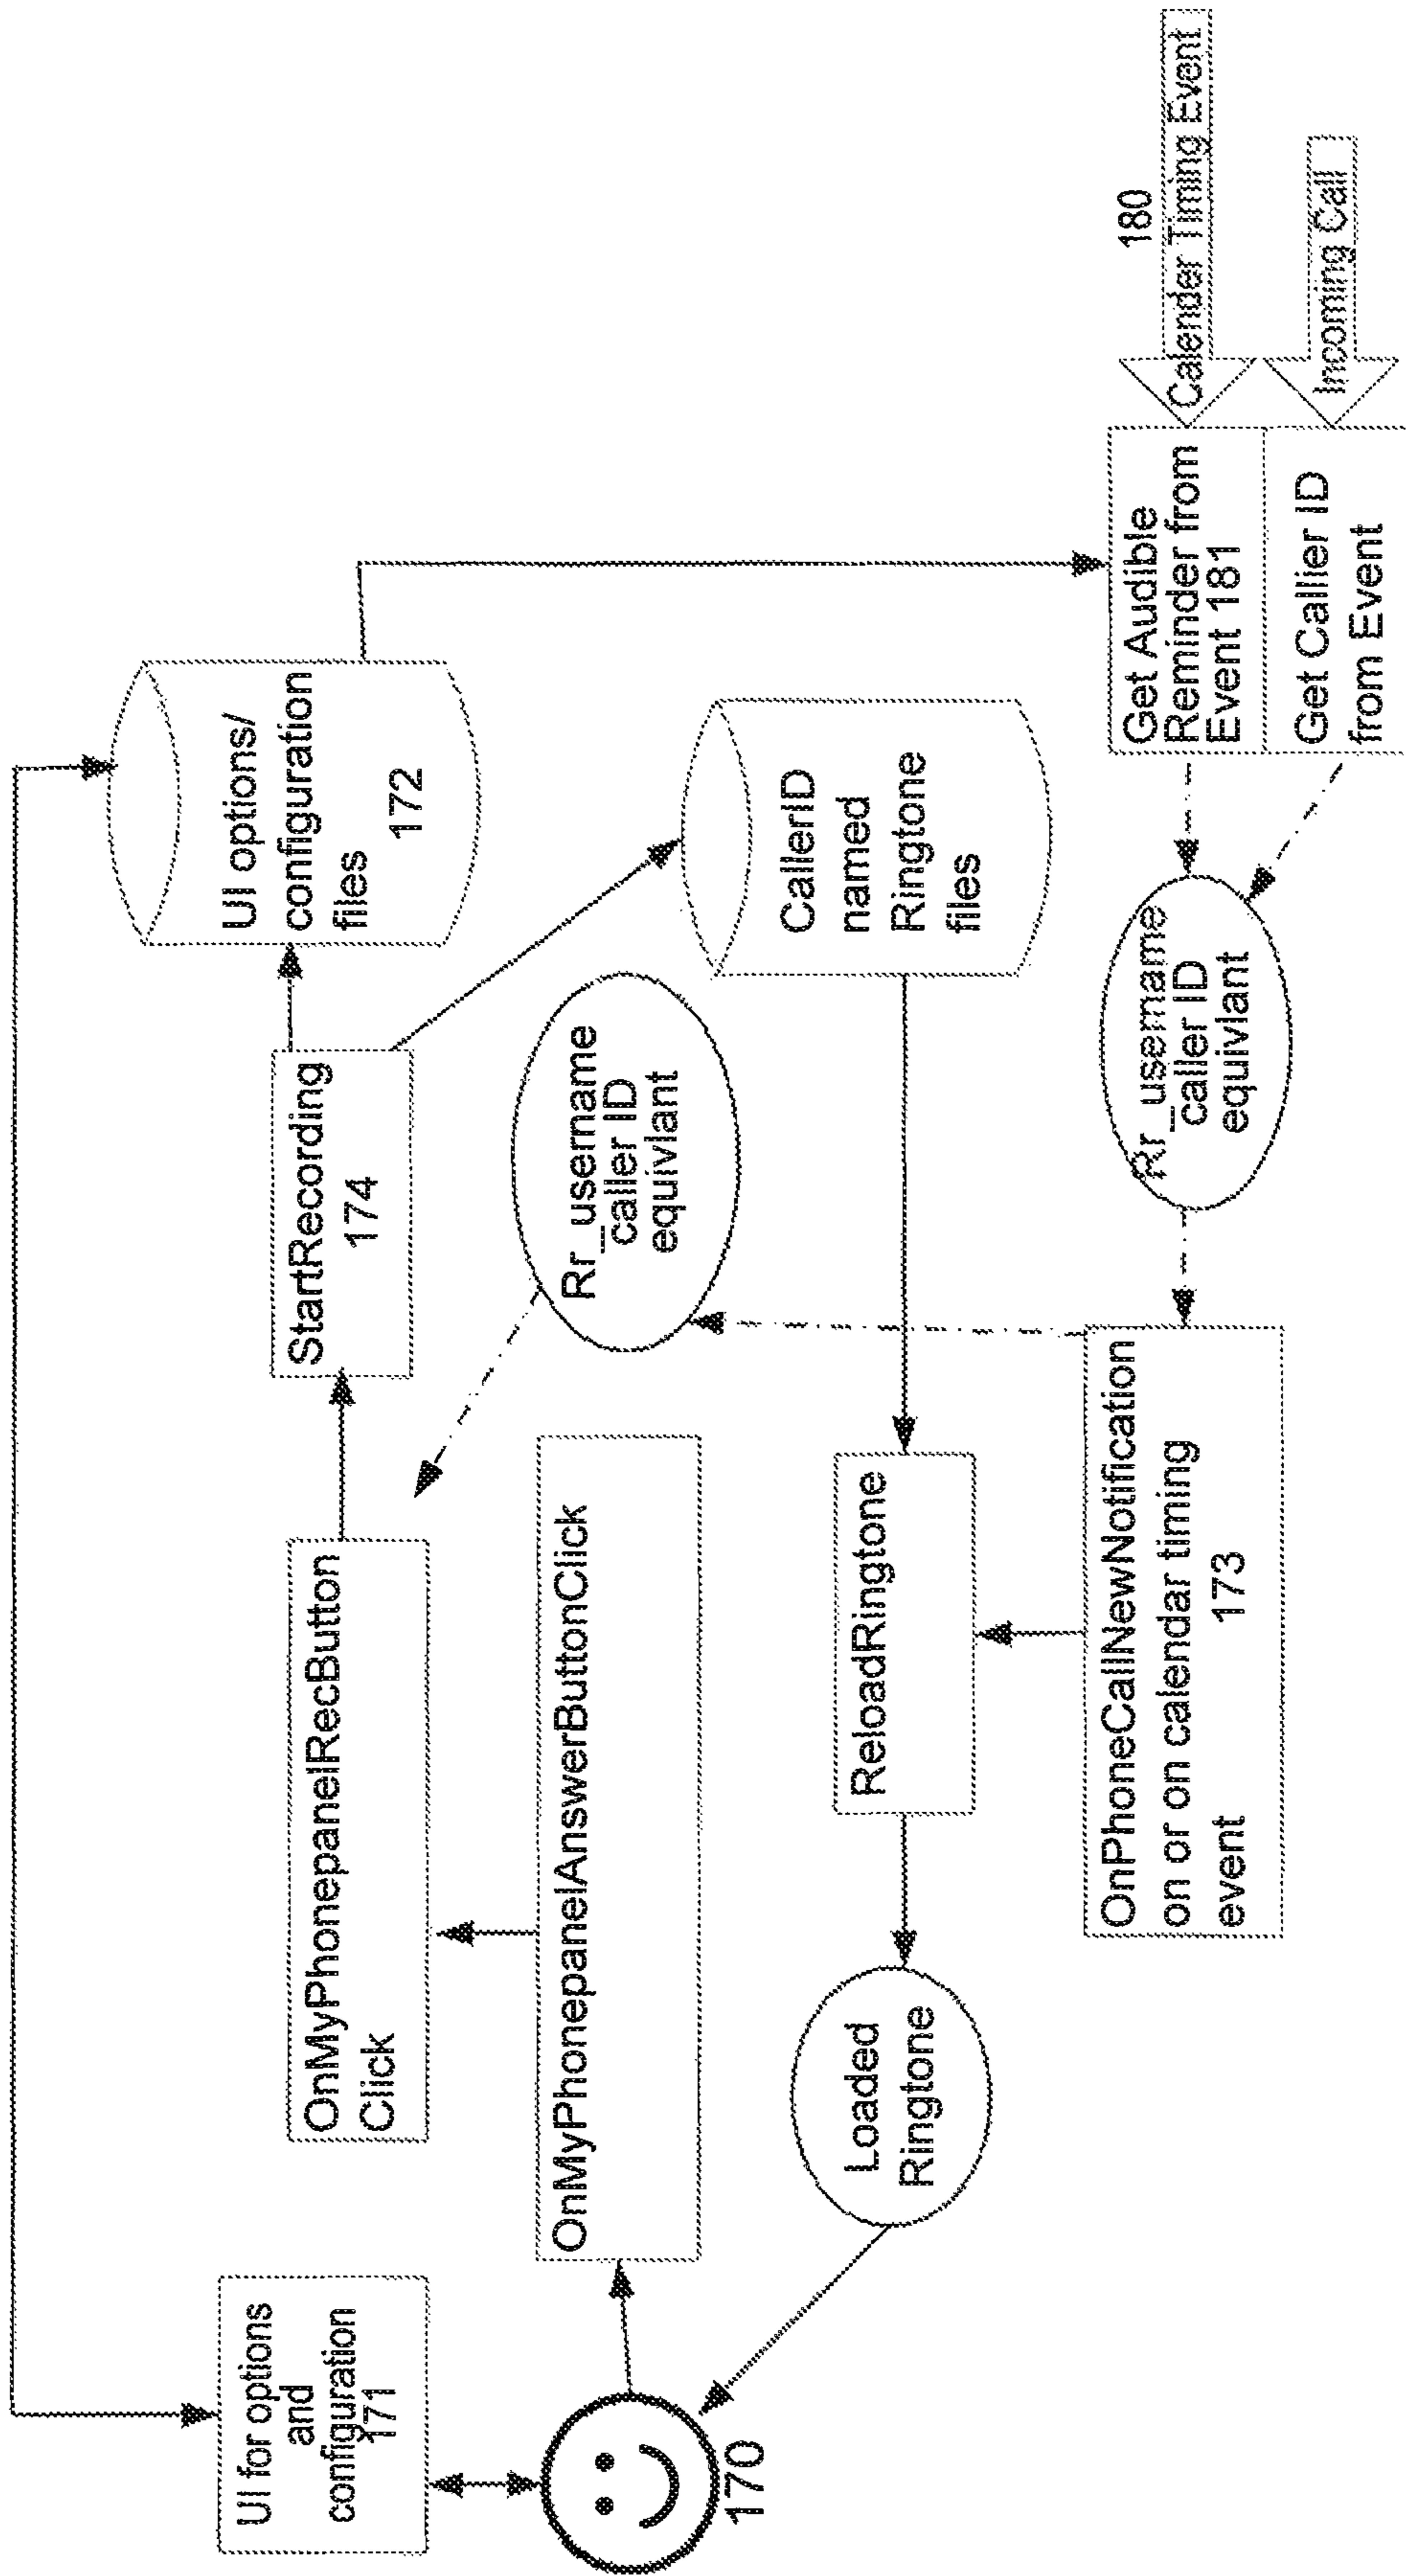 UI for options
and
configuration
171
170
OnMyPhonepanelRecButton
Click
OnMyPhonepanelAnswerButtonClick
StartRecording
174
UI options/
configuration
files
172
Rr_username
_caller ID
equivlant
CallerID
named
Ringtone
files
Loaded
Ringtone
ReloadRingtone
OnPhoneCallNewNotification
on or on calendar timing
event 173
Rr_username
_caller ID
equivlant
Get Audible
Reminder from
Event 181
Get Callier ID
from Event
180
Calender Timing Event
Incoming Call